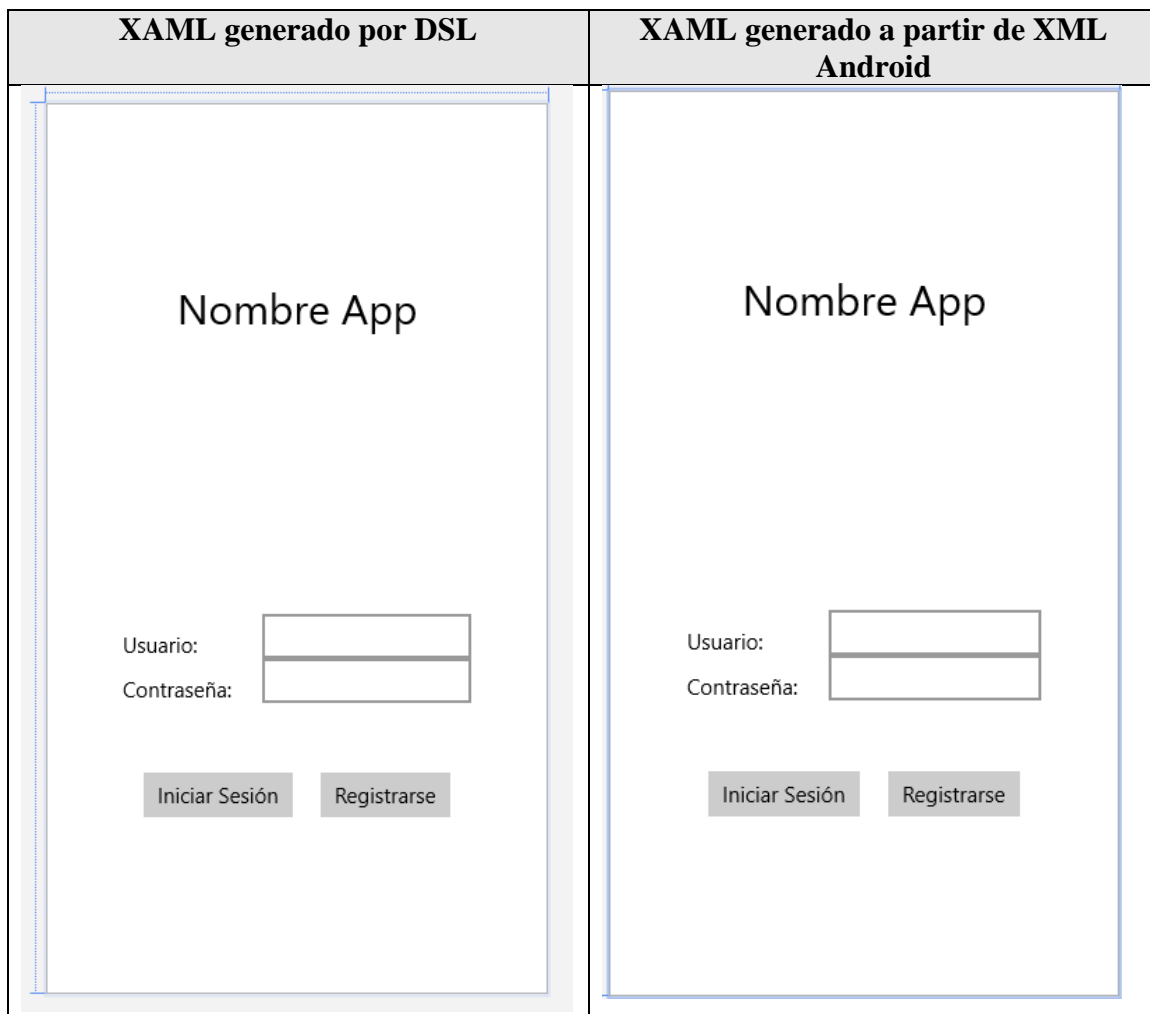 XAML generado por DSL
XAML generado a partir de XML
Android
Nombre App
Usuario:
Contraseña:
Iniciar Sesión Registrarse
Nombre App
Usuario:
Contraseña:
Iniciar Sesión Registrarse